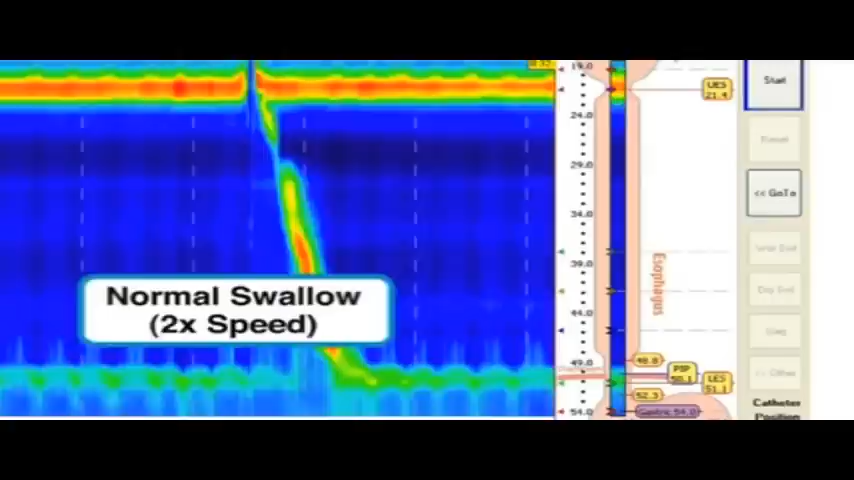 19.0
Start
UES
21.4
24.0
29.0
<< GoTo
34.0
39.0
Esophagus
Normal Swallow
(2x Speed)
44.0
49.0
48.8
PIP
50.1
LES
51.1
52.3
54.0
Gastric 54.0
Catheter
Position